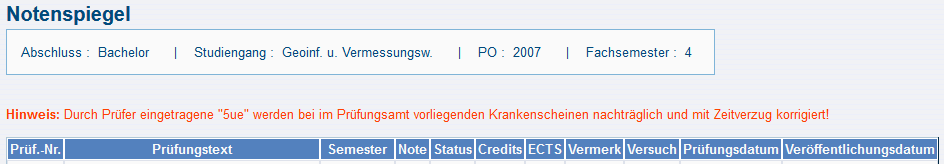 Notenspiegel
Abschluss : Bachelor | Studiengang : Geoinf. u. Vermessungsw. | PO : 2007 | Fachsemester : 4
Hinweis: Durch Prüfer eingetragene "5ue" werden bei im Prüfungsamt vorliegenden Krankenscheinen nachträglich und mit Zeitverzug korrigiert!
Prüf.-Nr. Prüfungstext Semester Note Status Credits ECTS Vermerk Versuch Prüfungsdatum Veröffentlichungsdatum